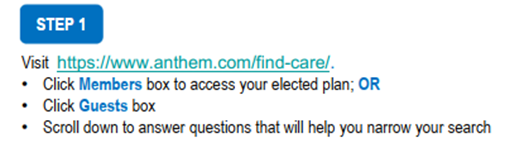 STEP 1
Visit https://www.anthem.com/find-care/.
• Click Members box to access your elected plan; OR
• Click Guests box
• Scroll down to answer questions that will help you narrow your search